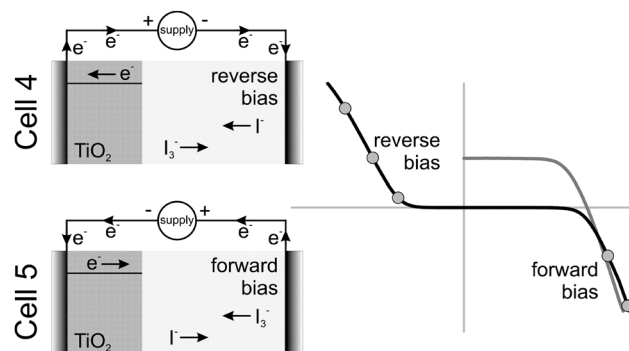 Cell 4
+ supply -
e⁻ e⁻ e⁻ e⁻
e⁻
reverse
bias
I⁻
I₃⁻
TiO₂
Cell 5
- supply +
e⁻ e⁻ e⁻ e⁻
e⁻
forward
bias
I₃⁻
I⁻
TiO₂
reverse
bias
forward
bias